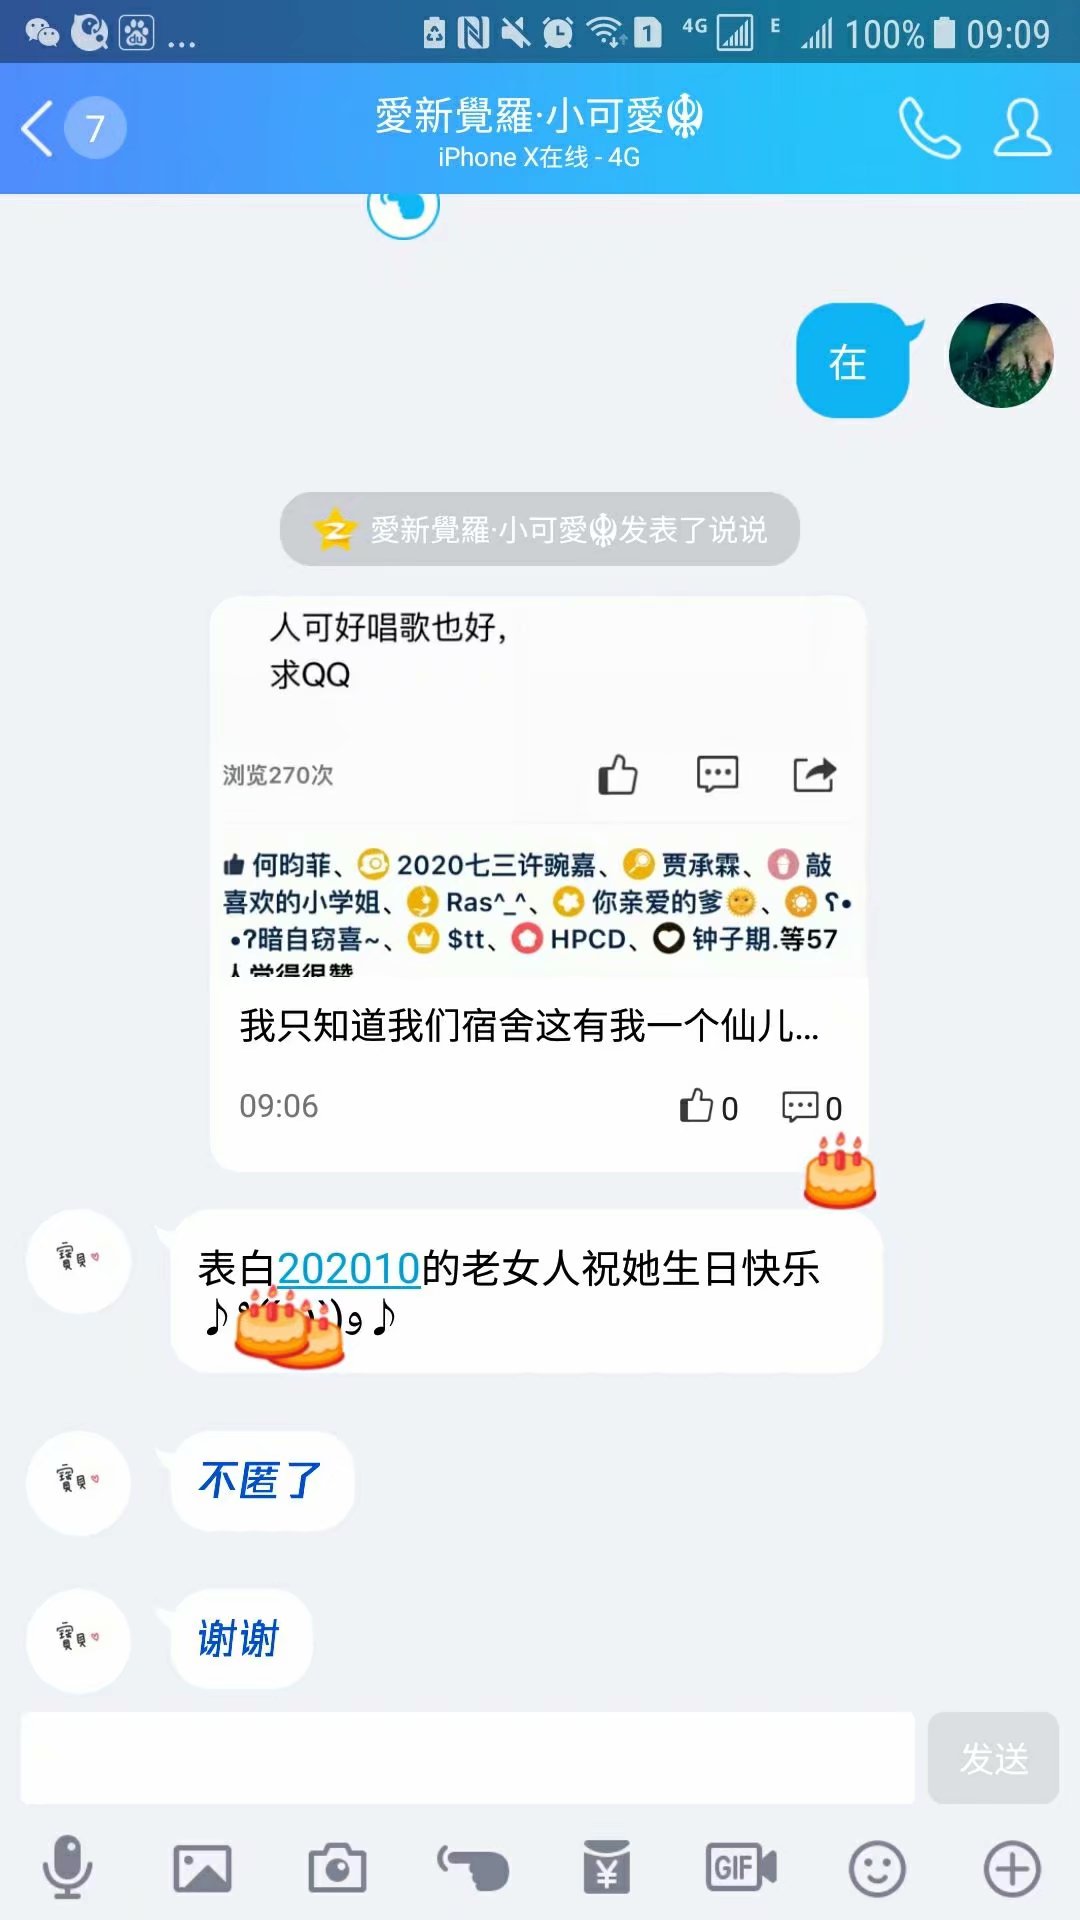 ... 1 4G E 100% 09:09
7
愛新覺羅·小可愛
iPhone X在线 - 4G
在
愛新覺羅·小可愛发表了说说
人可好唱歌也好，
求QQ
浏览270次
何昀菲、2020七三许豌嘉、贾承霖、敲
喜欢的小学姐、Ras^_^、你亲爱的爹、؟•
•?暗自窃喜~、$tt、HPCD、钟子期.等57
人觉得很赞
我只知道我们宿舍这有我一个仙儿...
09:06 0 0
寶貝
表白202010的老女人祝她生日快乐
寶貝
不匿了
寶貝
谢谢
发送
GIF